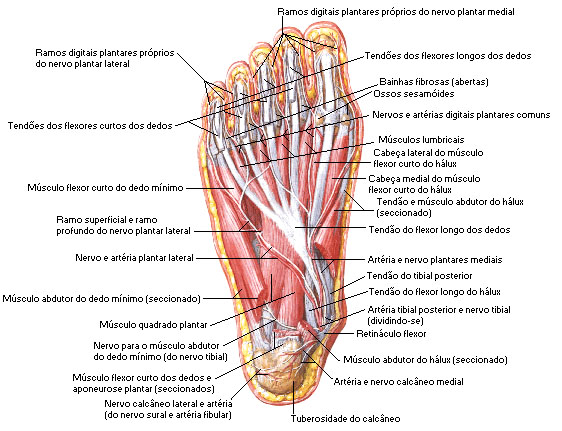 Ramos digitais plantares próprios do nervo plantar medial
Ramos digitais plantares próprios
do nervo plantar lateral
Tendões dos flexores curtos dos dedos
Músculo flexor curto do dedo mínimo
Ramo superficial e ramo
profundo do nervo plantar lateral
Nervo e artéria plantar lateral
Músculo abdutor do dedo mínimo (seccionado)
Músculo quadrado plantar
Nervo para o músculo abdutor
do dedo mínimo (do nervo tibial)
Músculo flexor curto dos dedos e
aponeurose plantar (seccionados)
Nervo calcâneo lateral e artéria
(do nervo sural e artéria fibular)
Tendões dos flexores longos dos dedos
Bainhas fibrosas (abertas)
Ossos sesamóides
Nervos e artérias digitais plantares comuns
Músculos lumbricais
Cabeça lateral do músculo
flexor curto do hálux
Cabeça medial do músculo
flexor curto do hálux
Tendão e músculo abdutor do hálux
(seccionado)
Tendão do flexor longo dos dedos
Artéria e nervo plantares mediais
Tendão do tibial posterior
Tendão do flexor longo do hálux
Artéria tibial posterior e nervo tibial
(dividindo-se)
Retináculo flexor
Músculo abdutor do hálux (seccionado)
Artéria e nervo calcâneo medial
Tuberosidade do calcâneo